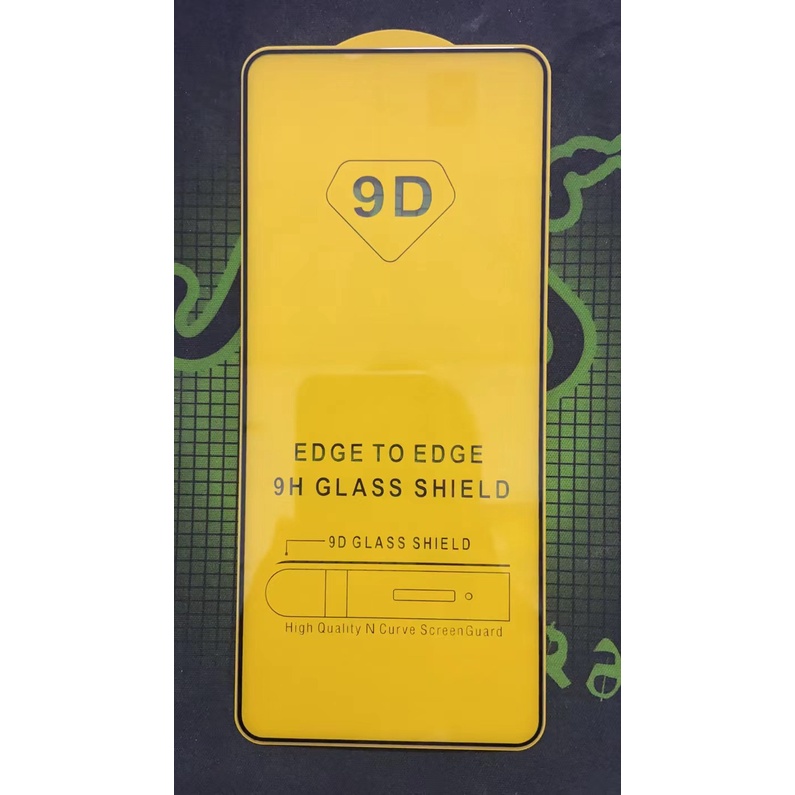 9D
EDGE TO EDGE
9H GLASS SHIELD
9D GLASS SHIELD
High Quality N Curve ScreenGuard